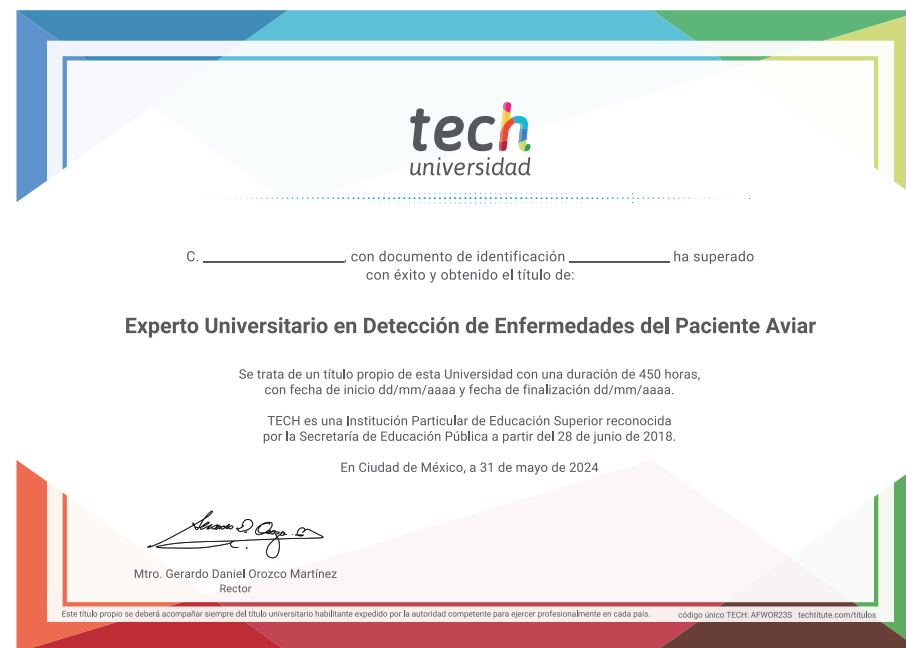 tech
universidad
C. ____________________, con documento de identificación ______________ ha superado
con éxito y obtenido el título de:
Experto Universitario en Detección de Enfermedades del Paciente Aviar
Se trata de un título propio de esta Universidad con una duración de 450 horas,
con fecha de inicio dd/mm/aaaa y fecha de finalización dd/mm/aaaa.
TECH es una Institución Particular de Educación Superior reconocida
por la Secretaría de Educación Pública a partir del 28 de junio de 2018.
En Ciudad de México, a 31 de mayo de 2024
Mtro. Gerardo Daniel Orozco Martínez
Rector
Este título propio se deberá acompañar siempre del título universitario habilitante expedido por la autoridad competente para ejercer profesionalmente en cada país. código único TECH: AFWOR23S techtitute.com/titulos